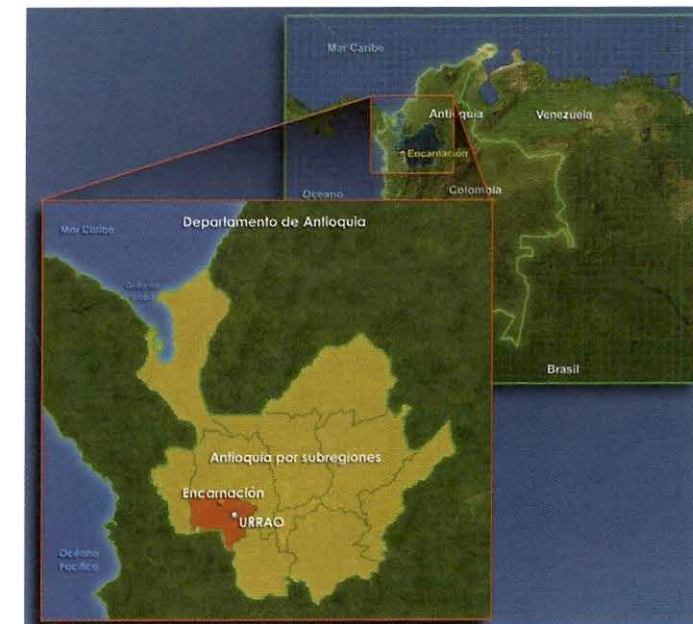 Mar Caribe
Antioquia
Venezuela
Encarnación
Oceano
Colombia
Brasil
Departamento de Antioquia
Mar Caribe
Antioquia por subregiones
Encarnación
URRAO
Océano
Pacífico